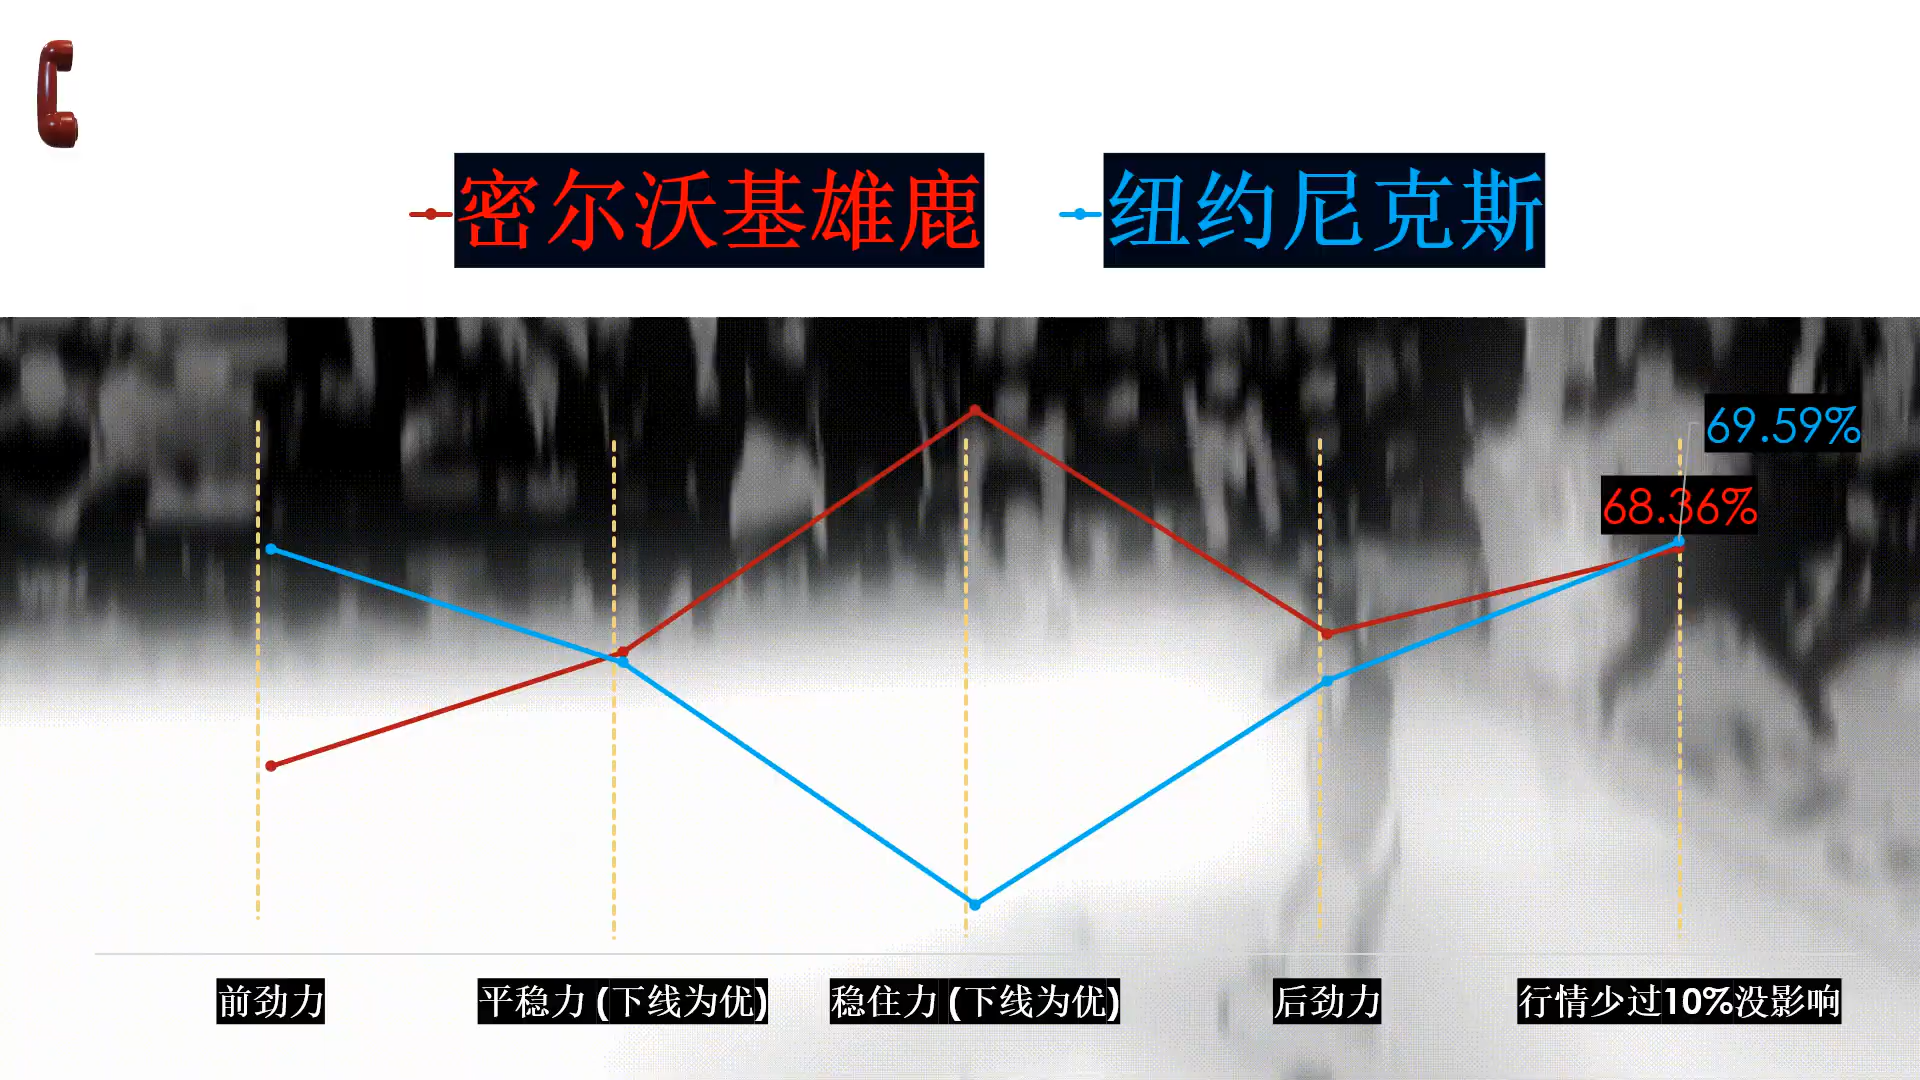 密尔沃基雄鹿
纽约尼克斯
69.59%
68.36%
前劲力
平稳力 (下线为优)
稳住力 (下线为优)
后劲力
行情少过10%没影响